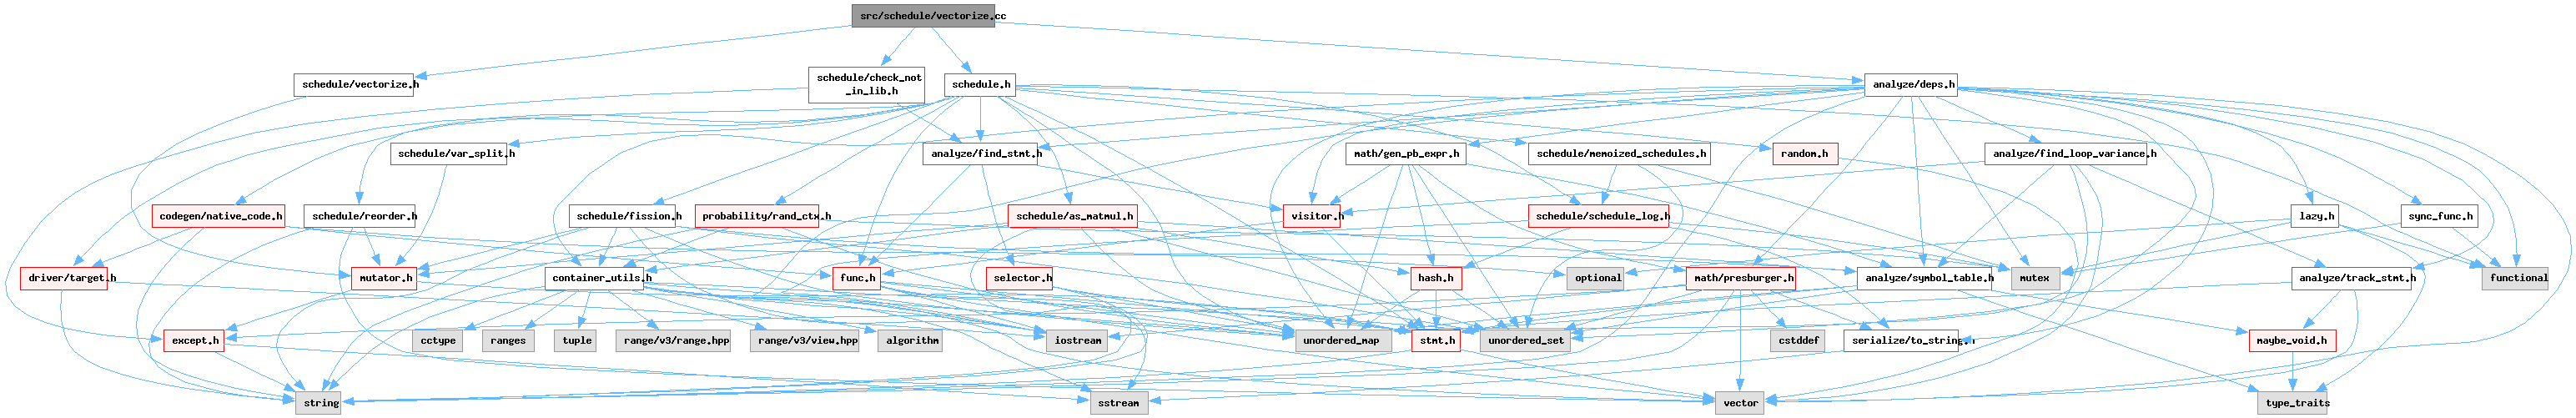 src/schedule/vectorize.cc
schedule/vectorize.h
schedule/check_not
_in_lib.h
schedule.h
analyze/deps.h
schedule/var_split.h
analyze/find_stmt.h
math/gen_pb_expr.h
schedule/memoized_schedules.h
random.h
analyze/find_loop_variance.h
codegen/native_code.h
schedule/reorder.h
schedule/fission.h
probability/rand_ctx.h
schedule/as_matmul.h
visitor.h
schedule/schedule_log.h
lazy.h
sync_func.h
driver/target.h
mutator.h
container_utils.h
func.h
selector.h
optional
hash.h
math/presburger.h
analyze/symbol_table.h
mutex
analyze/track_stmt.h
functional
except.h
cctype
ranges
tuple
range/v3/range.hpp
range/v3/view.hpp
algorithm
iostream
unordered_map
stmt.h
unordered_set
cstddef
serialize/to_string.h
maybe_void.h
string
sstream
vector
type_traits